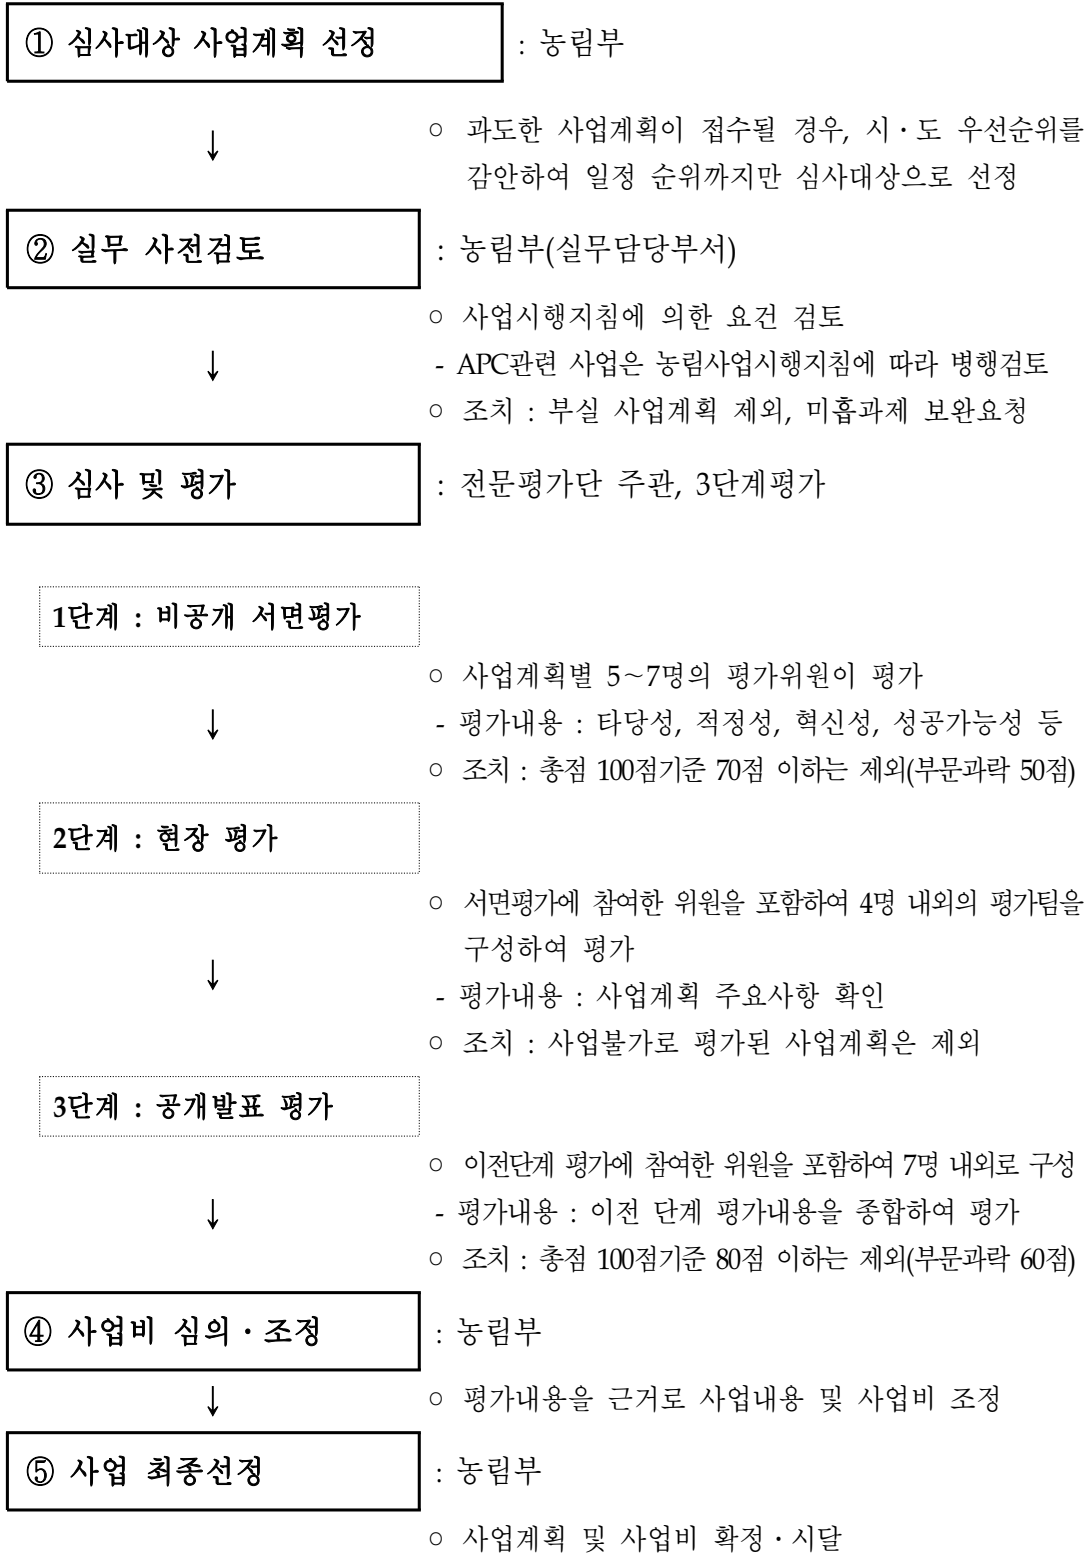 ① 심사대상 사업계획 선정 : 농림부
↓
○ 과도한 사업계획이 접수될 경우, 시·도 우선순위를
감안하여 일정 순위까지만 심사대상으로 선정
② 실무 사전검토 : 농림부(실무담당부서)
○ 사업시행지침에 의한 요건 검토
↓
- APC관련 사업은 농림사업시행지침에 따라 병행검토
○ 조치 : 부실 사업계획 제외, 미흡과제 보완요청
③ 심사 및 평가 : 전문평가단 주관, 3단계평가
1단계 : 비공개 서면평가
○ 사업계획별 5~7명의 평가위원이 평가
↓
- 평가내용 : 타당성, 적정성, 혁신성, 성공가능성 등
○ 조치 : 총점 100점기준 70점 이하는 제외(부문과락 50점)
2단계 : 현장 평가
○ 서면평가에 참여한 위원을 포함하여 4명 내외의 평가팀을
구성하여 평가
↓
- 평가내용 : 사업계획 주요사항 확인
○ 조치 : 사업불가로 평가된 사업계획은 제외
3단계 : 공개발표 평가
○ 이전단계 평가에 참여한 위원을 포함하여 7명 내외로 구성
↓
- 평가내용 : 이전 단계 평가내용을 종합하여 평가
○ 조치 : 총점 100점기준 80점 이하는 제외(부문과락 60점)
④ 사업비 심의·조정 : 농림부
↓
○ 평가내용을 근거로 사업내용 및 사업비 조정
⑤ 사업 최종선정 : 농림부
○ 사업계획 및 사업비 확정·시달